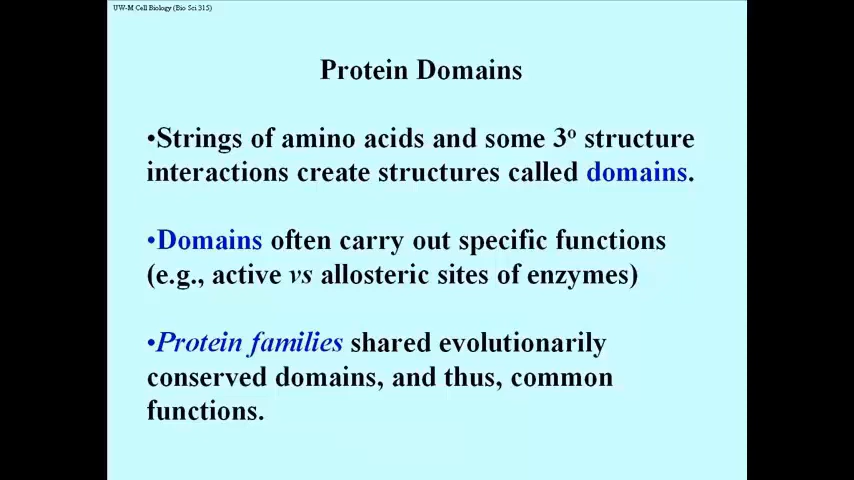 UW-M Cell Biology (Bio Sci 315)
Protein Domains
•Strings of amino acids and some 3º structure
interactions create structures called domains.
•Domains often carry out specific functions
(e.g., active vs allosteric sites of enzymes)
•Protein families shared evolutionarily
conserved domains, and thus, common
functions.